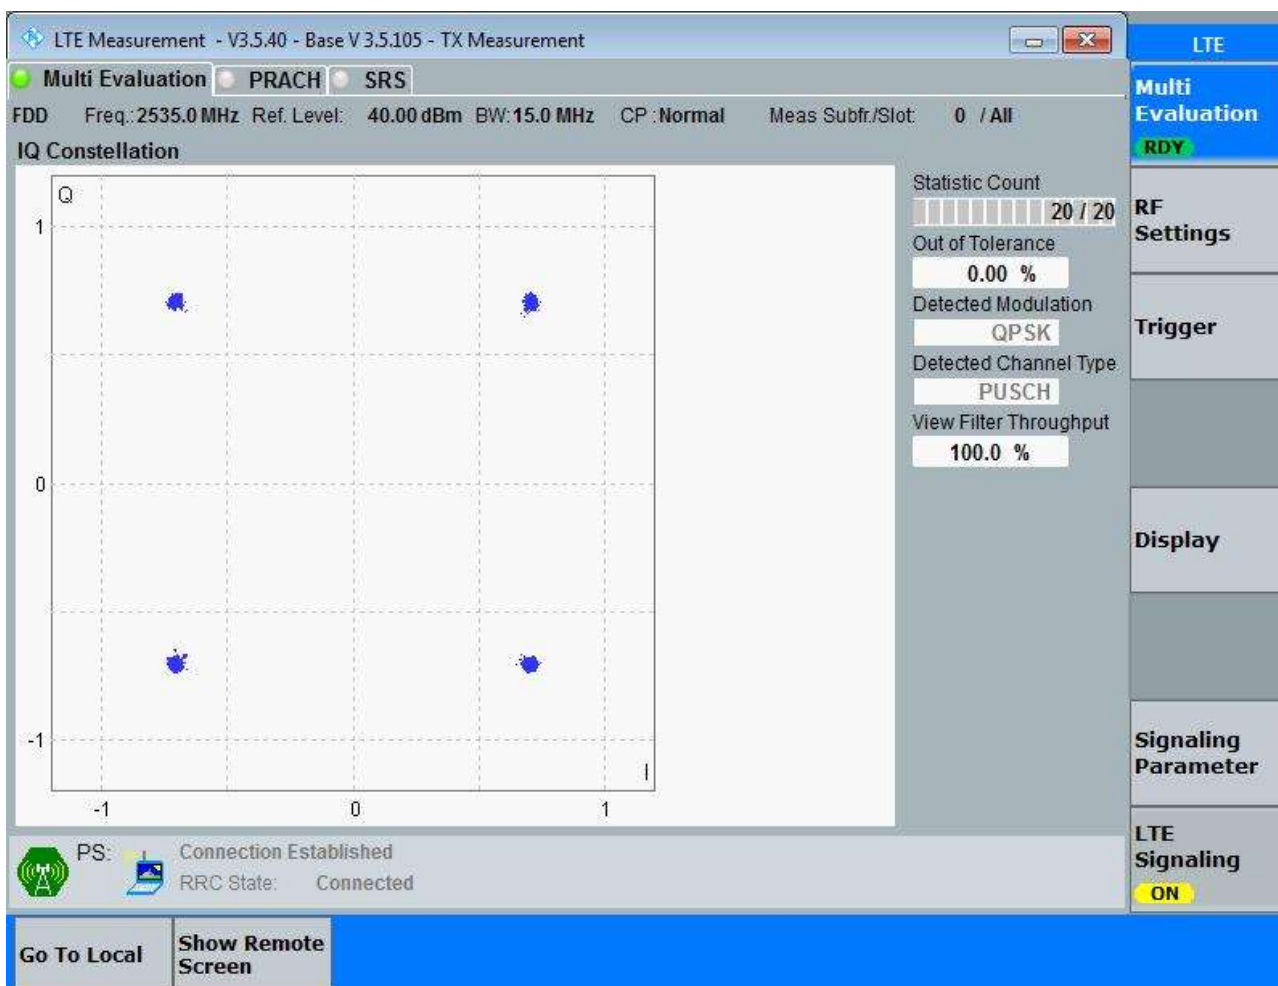 LTE Measurement - V3.5.40 - Base V 3.5.105 - TX Measurement
LTE
Multi Evaluation PRACH SRS
FDD Freq.: 2535.0 MHz Ref. Level: 40.00 dBm BW: 15.0 MHz CP : Normal Meas Subfr./Slot: 0 / All
IQ Constellation
Q
1
0
-1
I
-1 0 1
Statistic Count
20 / 20
Out of Tolerance
0.00 %
Detected Modulation
QPSK
Detected Channel Type
PUSCH
View Filter Throughput
100.0 %
Multi
Evaluation
RDY
RF
Settings
Trigger
Display
Signaling
Parameter
LTE
Signaling
ON
PS: Connection Established
RRC State: Connected
Go To Local
Show Remote
Screen